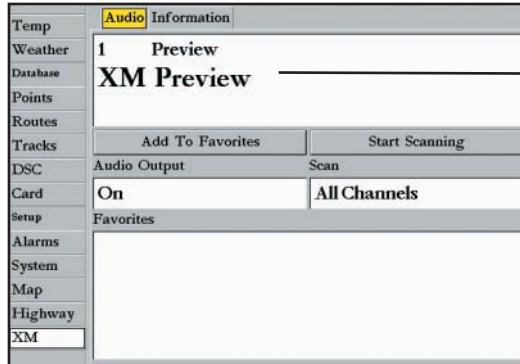 Temp
Weather
Database
Points
Routes
Tracks
DSC
Card
Setup
Alarms
System
Map
Highway
XM
Audio Information
1 Preview
XM Preview
Add To Favorites Start Scanning
Audio Output Scan
On All Channels
Favorites